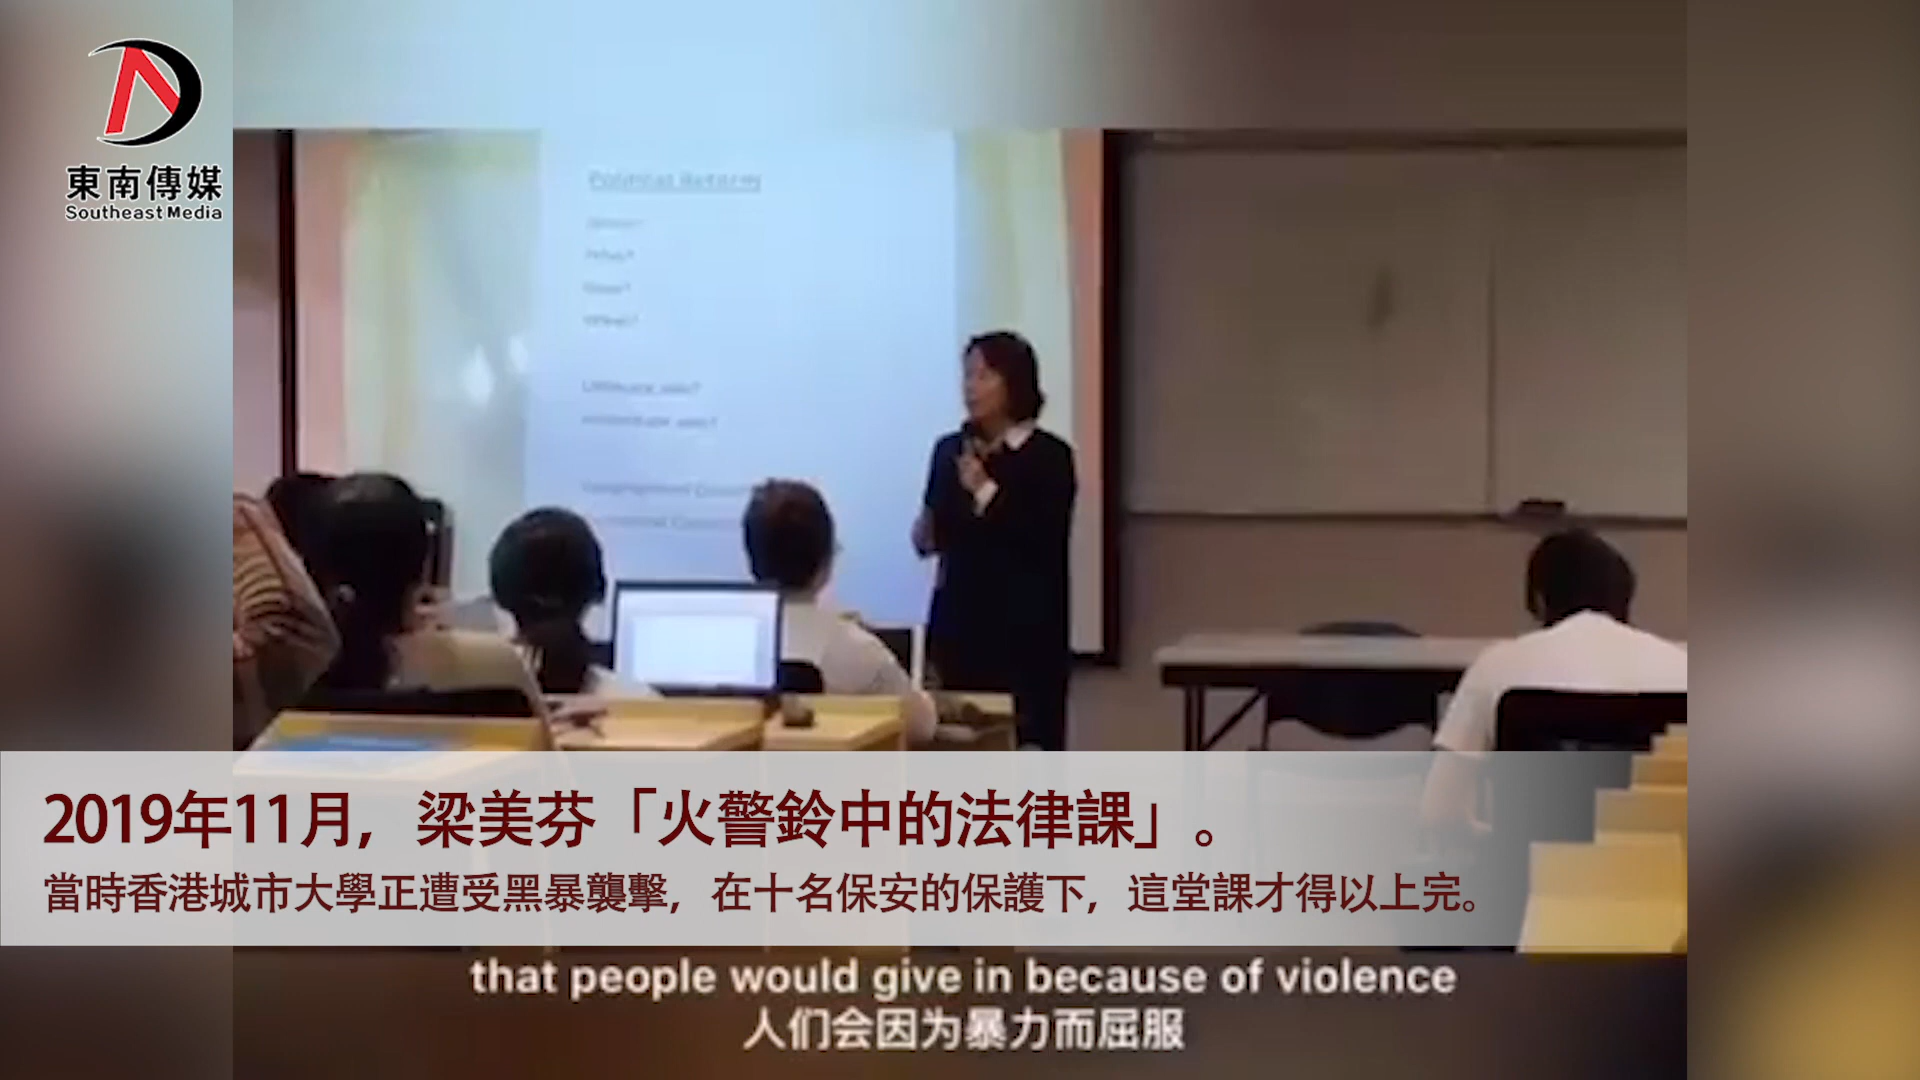 東南傳媒
Southeast Media
Political Reform
2019年11月，梁美芬「火警鈴中的法律課」。
當時香港城市大學正遭受黑暴襲擊，在十名保安的保護下，這堂課才得以上完。
that people would give in because of violence
人们会因为暴力而屈服